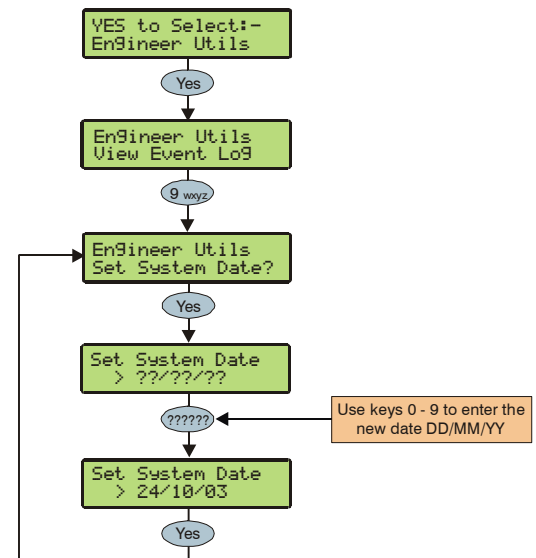 YES to Select:-
Engineer Utils
Yes
Engineer Utils
View Event Log
9 wxyz
Engineer Utils
Set System Date?
Yes
Set System Date
> ??/??/??
??????
Use keys 0 - 9 to enter the
new date DD/MM/YY
Set System Date
> 24/10/03
Yes